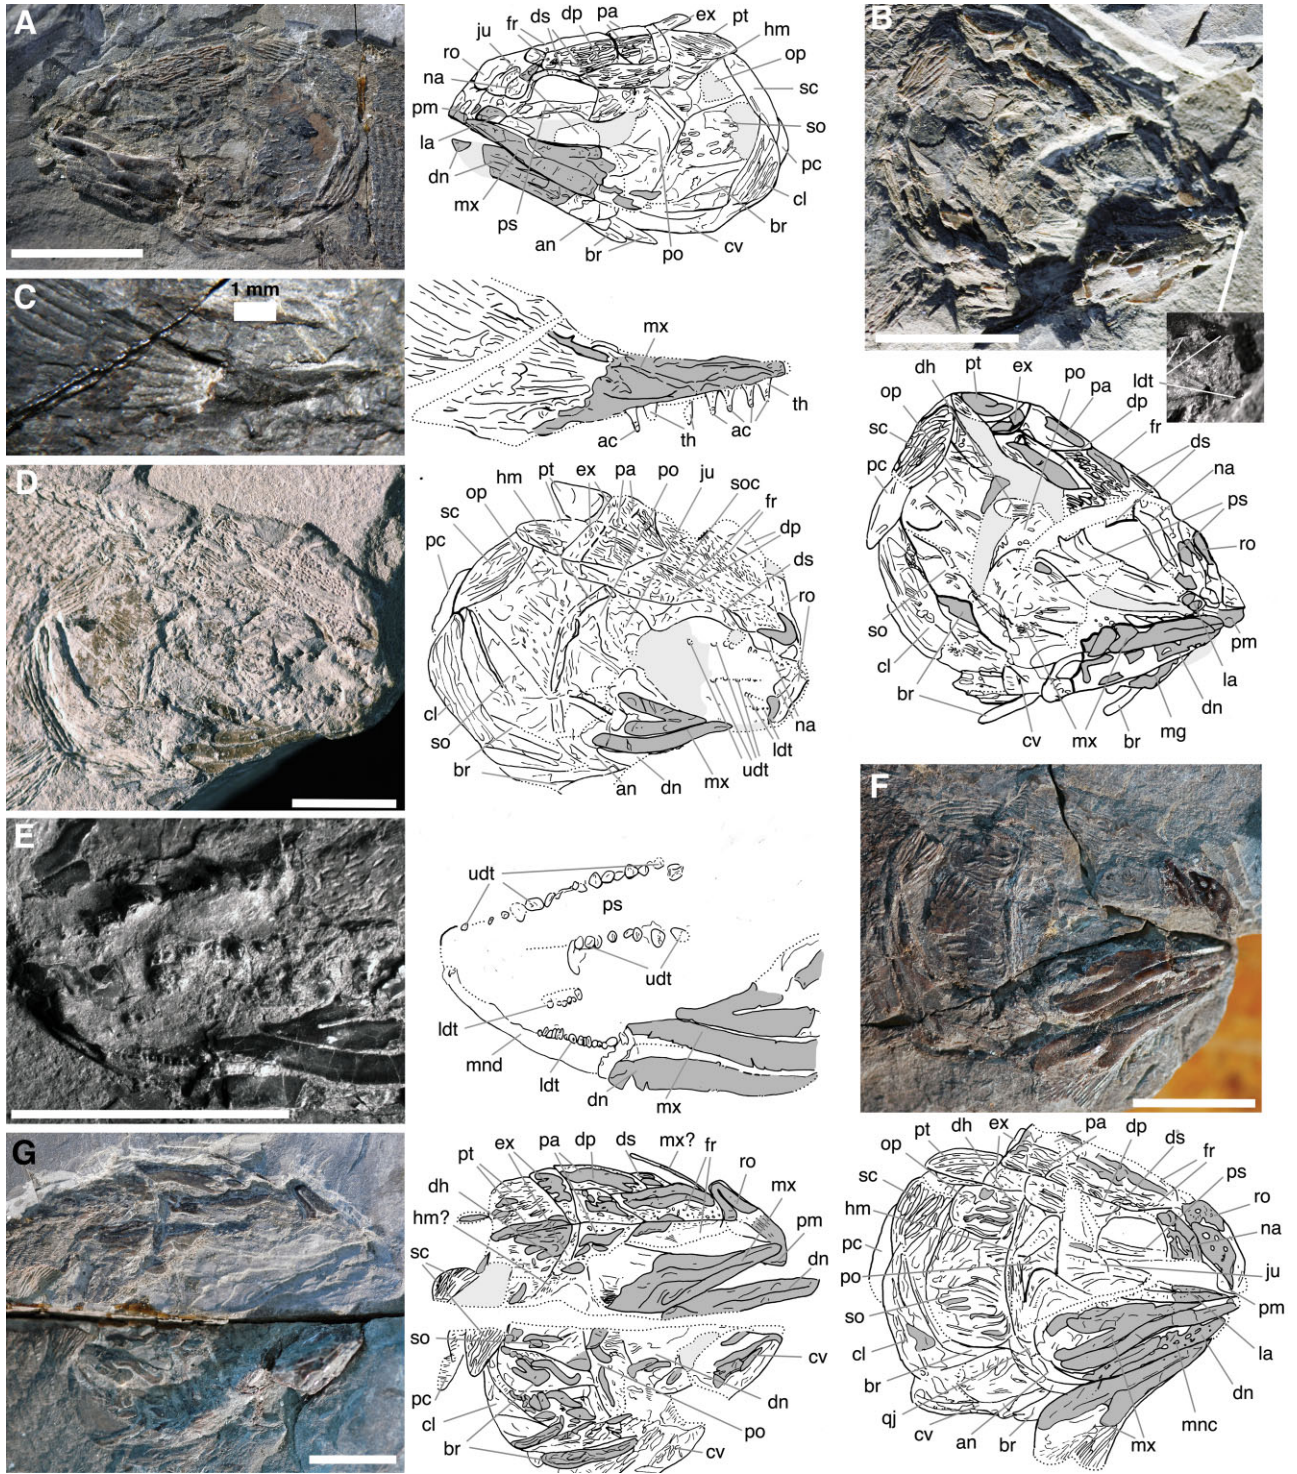 A
ju
fr
ds
dp
pa
ex
pt
hm
op
sc
so
pc
cl
br
cv
po
br
an
ps
mx
dn
la
pm
na
ro
B
ldt
dh
pt
ex
po
pa
dp
fr
ds
na
ps
ro
pm
la
dn
mg
br
mx
cv
br
cl
so
pc
sc
op
C
1 mm
mx
th
ac
th
ac
D
pt
ex
pa
po
ju
soc
fr
dp
ds
ro
na
ldt
udt
mx
dn
an
br
so
cl
pc
sc
op
hm
E
udt
ps
udt
ldt
mnd
ldt
dn
mx
F
dh
ex
pa
dp
ds
fr
ps
ro
na
ju
pm
la
dn
mnc
mx
br
an
cv
qj
br
cl
so
po
pc
hm
sc
op
pt
G
pt
ex
pa
dp
ds
mx?
fr
ro
mx
pm
dn
cv
dn
po
cv
br
cl
pc
so
sc
hm?
dh